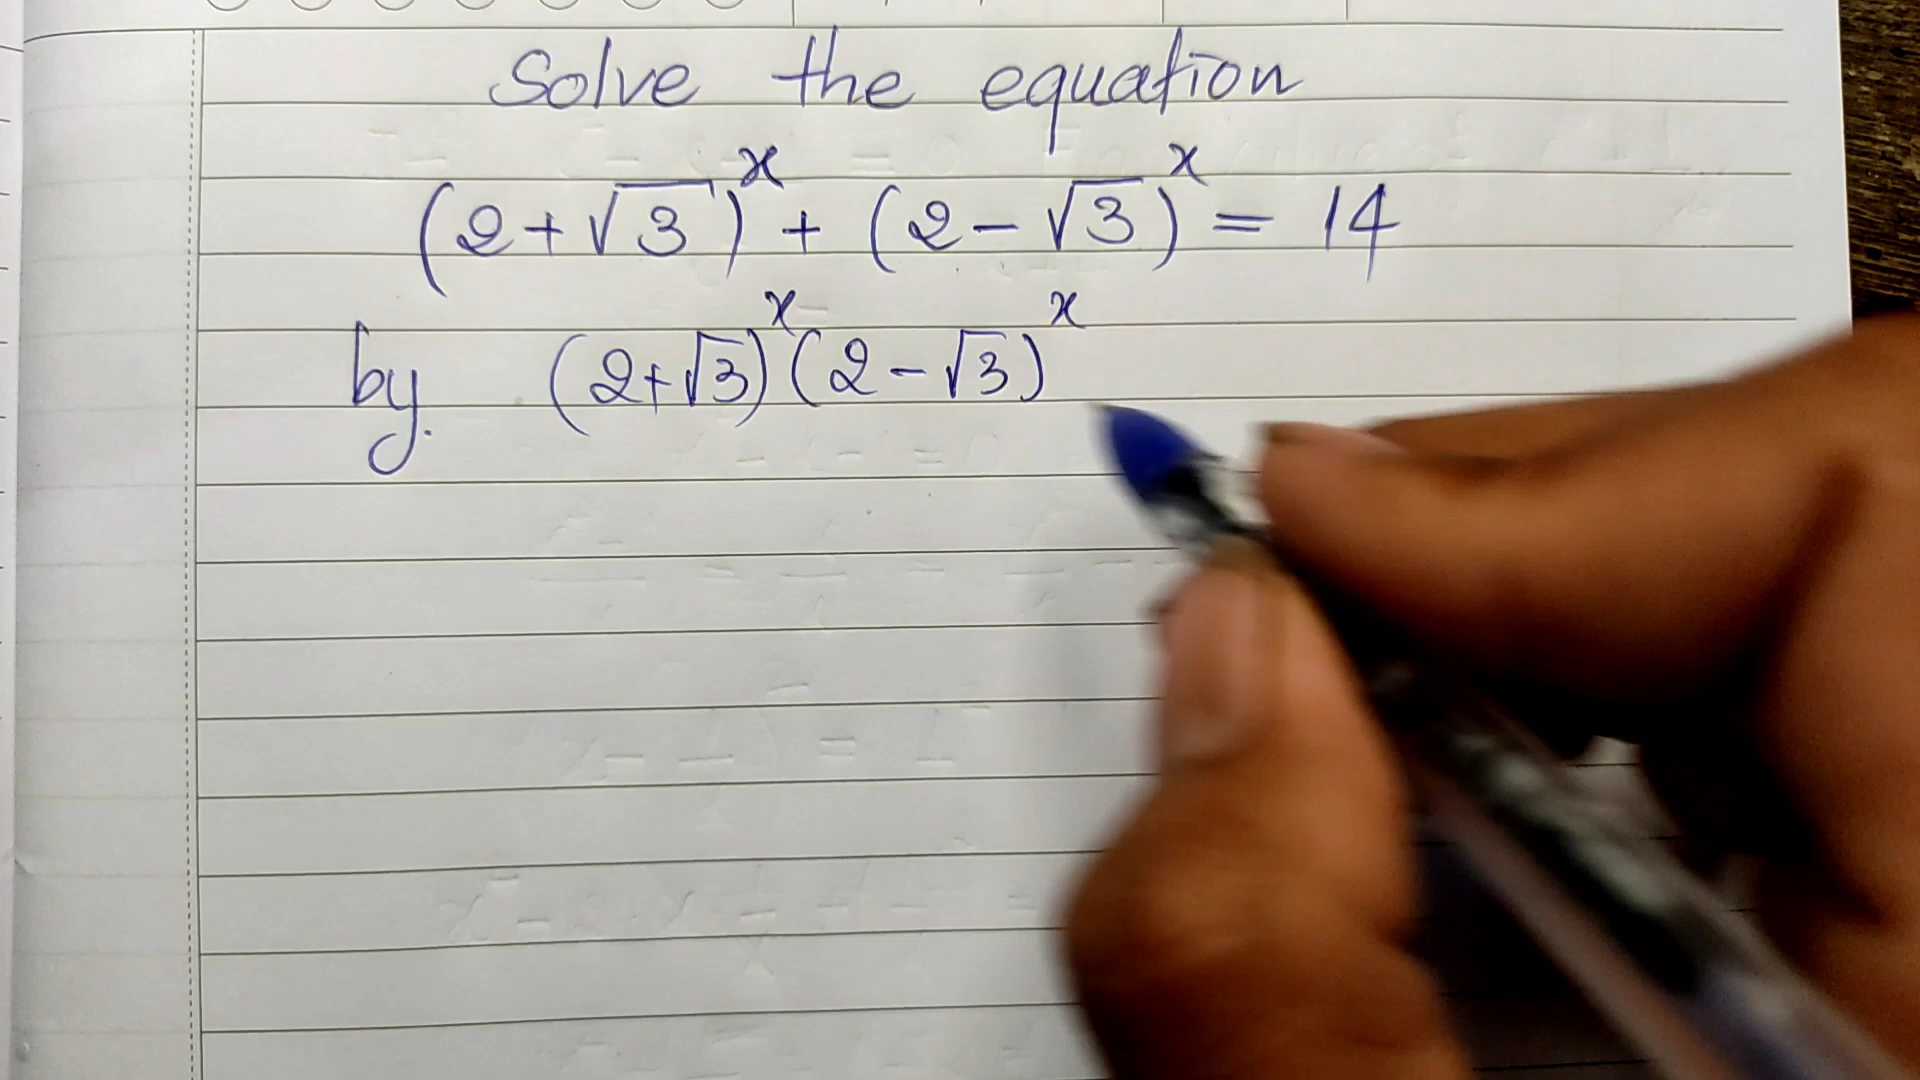 Solve the equation
(2+√3)^x + (2-√3)^x = 14
by. (2+√3)^x (2-√3)^x